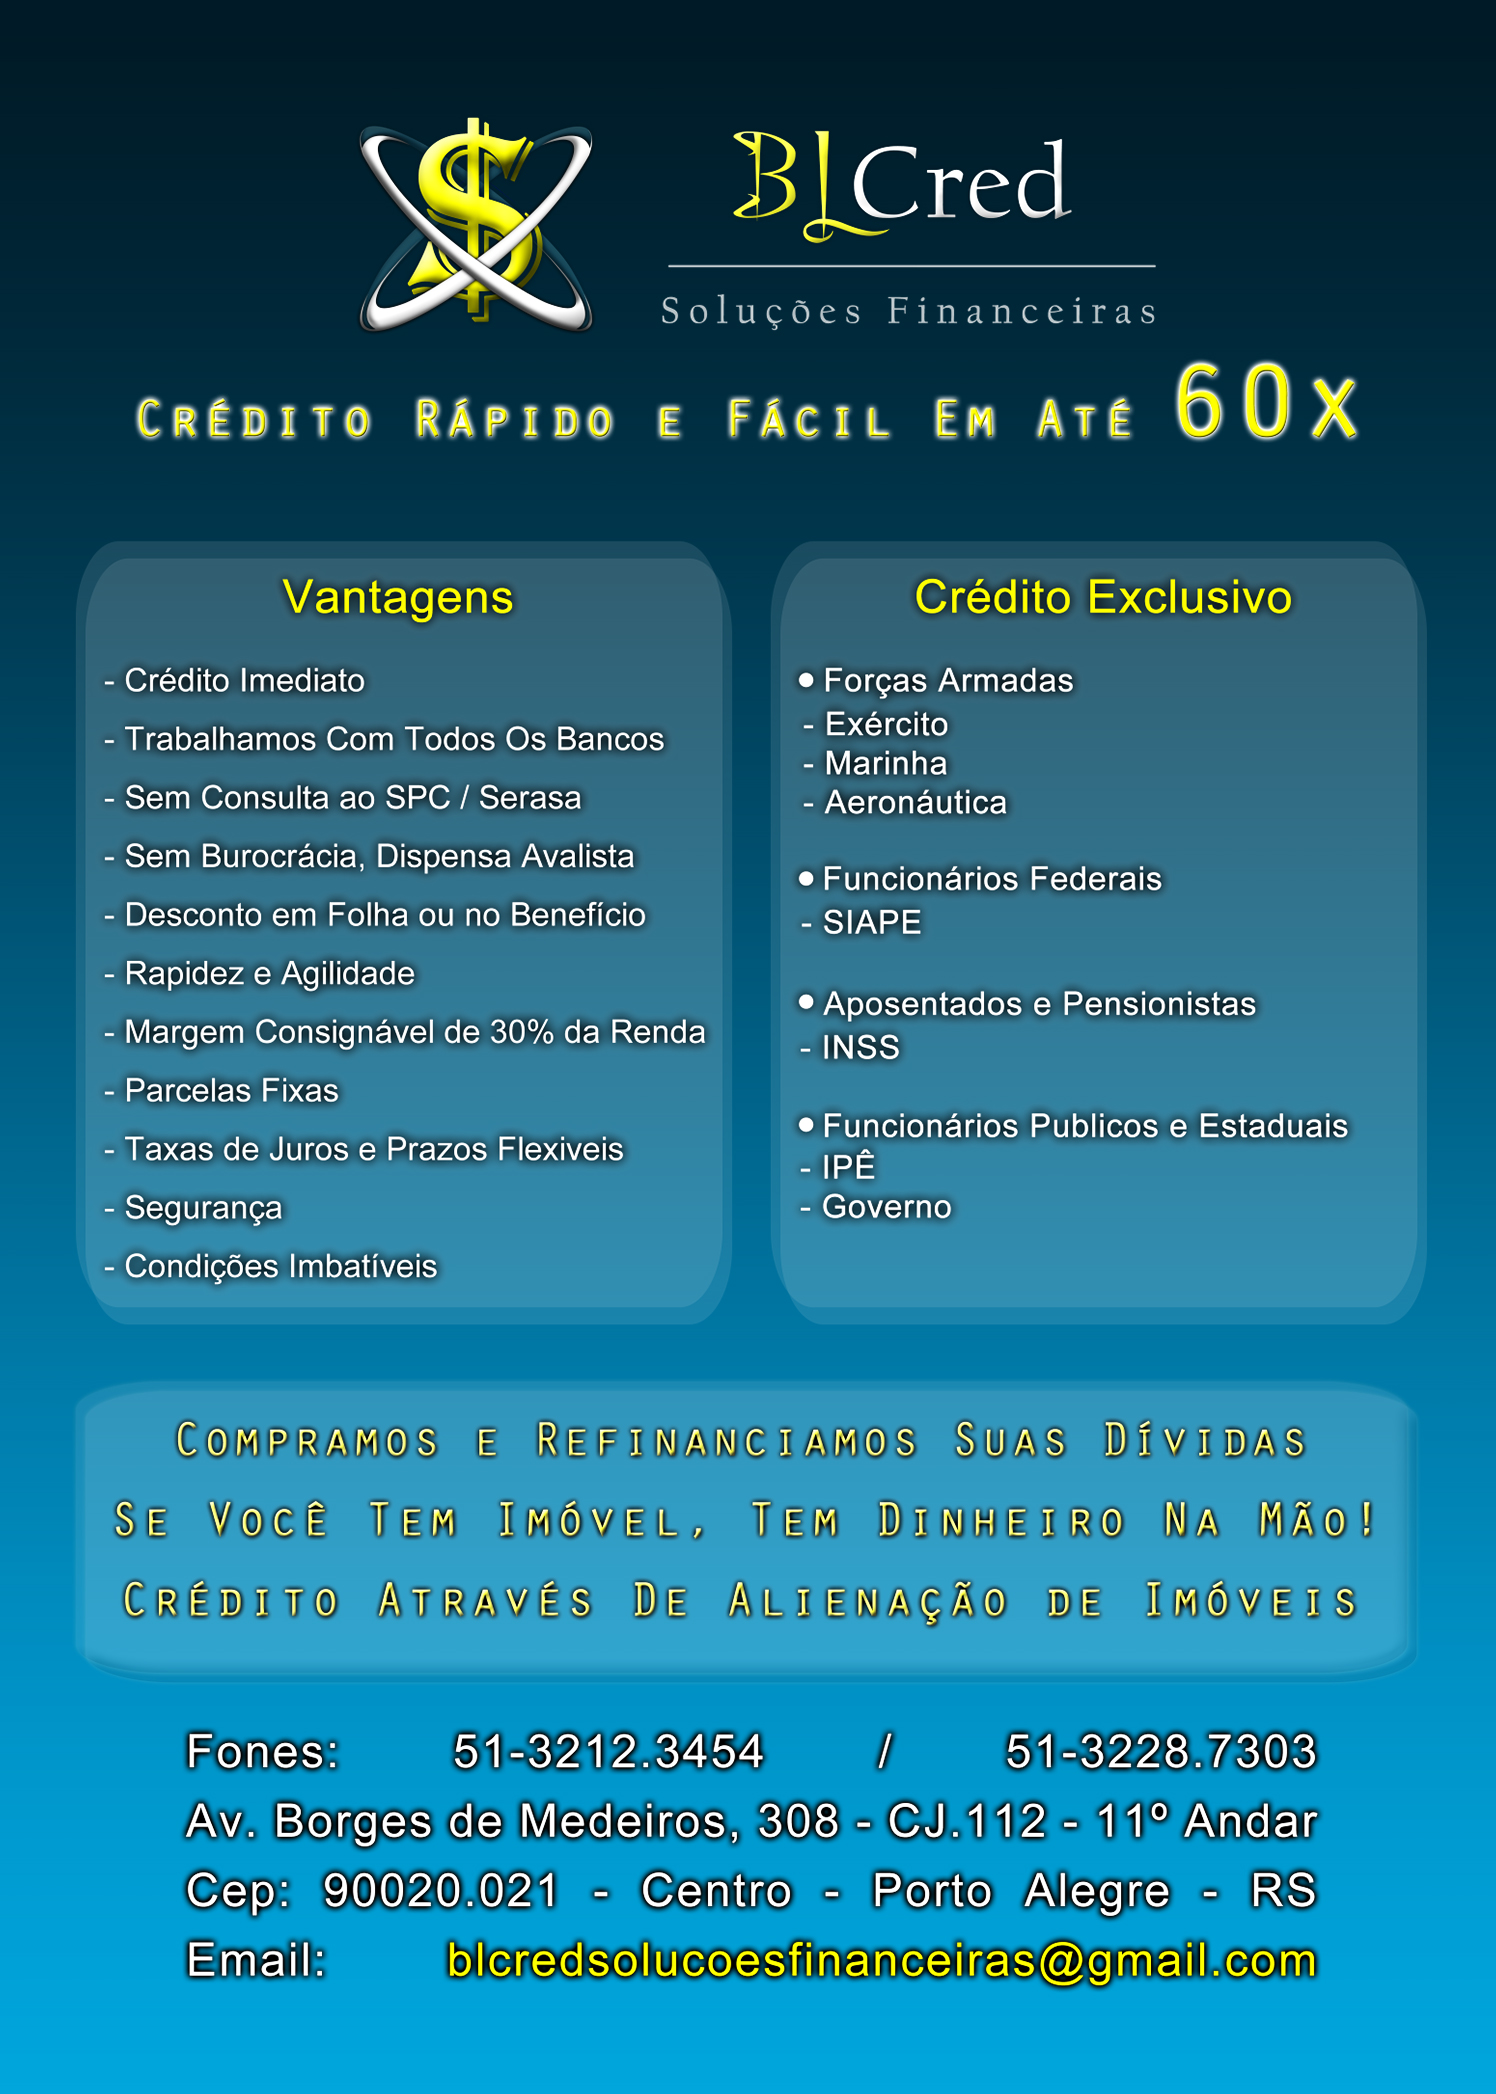 BLCred
Soluções Financeiras
Crédito Rápido e Fácil Em Até 60x
Vantagens
- Crédito Imediato
- Trabalhamos Com Todos Os Bancos
- Sem Consulta ao SPC / Serasa
- Sem Burocrácia, Dispensa Avalista
- Desconto em Folha ou no Benefício
- Rapidez e Agilidade
- Margem Consignável de 30% da Renda
- Parcelas Fixas
- Taxas de Juros e Prazos Flexiveis
- Segurança
- Condições Imbatíveis
Crédito Exclusivo
• Forças Armadas
- Exército
- Marinha
- Aeronáutica
• Funcionários Federais
- SIAPE
• Aposentados e Pensionistas
- INSS
• Funcionários Publicos e Estaduais
- IPÊ
- Governo
Compramos e Refinanciamos Suas Dívidas
Se Você Tem Imóvel, Tem Dinheiro Na Mão!
Crédito Através De Alienação de Imóveis
Fones: 51-3212.3454 / 51-3228.7303
Av. Borges de Medeiros, 308 - CJ.112 - 11º Andar
Cep: 90020.021 - Centro - Porto Alegre - RS
Email: blcredsolucoesfinanceiras@gmail.com